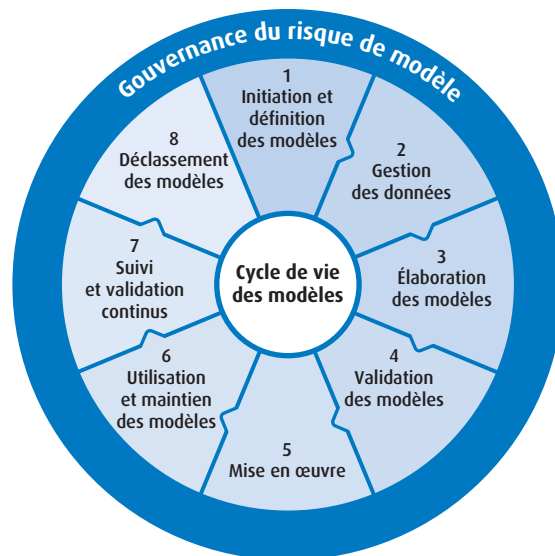 Gouvernance du risque de modèle
1
Initiation et
définition
des modèles
2
Gestion
des données
3
Élaboration
des modèles
4
Validation
des modèles
5
Mise en œuvre
6
Utilisation
et maintien
des modèles
7
Suivi
et validation
continus
8
Déclassement
des modèles
Cycle de vie
des modèles